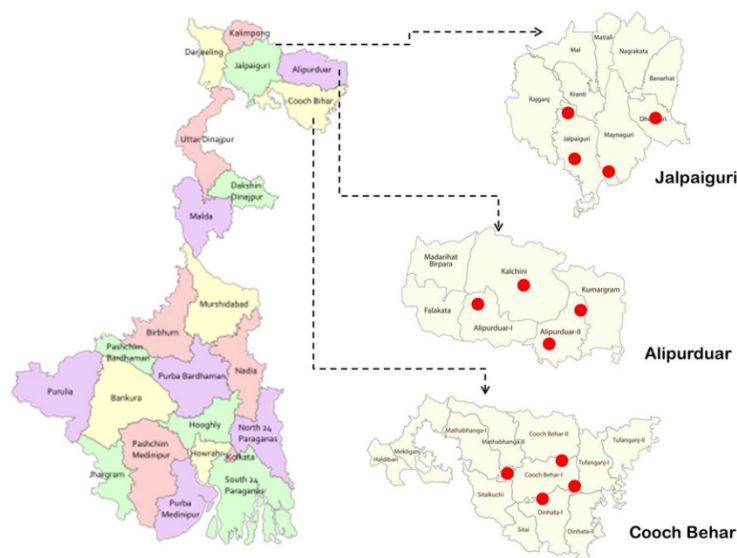 Kalimpong
Darjeeling
Jalpaiguri
Alipurduar
Cooch Bihar
Uttar Dinajpur
Dakshin
Dinajpur
Malda
Murshidabad
Birbhum
Pashchim
Bardhaman
Nadia
Purba Bardhaman
Purulia
Bankura
Hooghly
North 24
Paraganas
Pashchim
Medinipur
Howrah
Kolkata
Jhargram
South 24
Paraganas
Purba
Medinipur
Matiali
Mal
Nagrakata
Banarhat
Rajganj
Kranti
Jalpaiguri
Maynaguri
Jalpaiguri
Madarihat
Birpara
Kalchini
Kumargram
Falakata
Alipurduar-I
Alipurduar-II
Alipurduar
Mathabhanga-I
Mathabhanga-II
Cooch Behar-II
Tufanganj-II
Mekliganj
Haldibari
Cooch Behar-I
Tufanganj-I
Sitalkuchi
Dinhata-I
Sitai
Dinhata-II
Cooch Behar